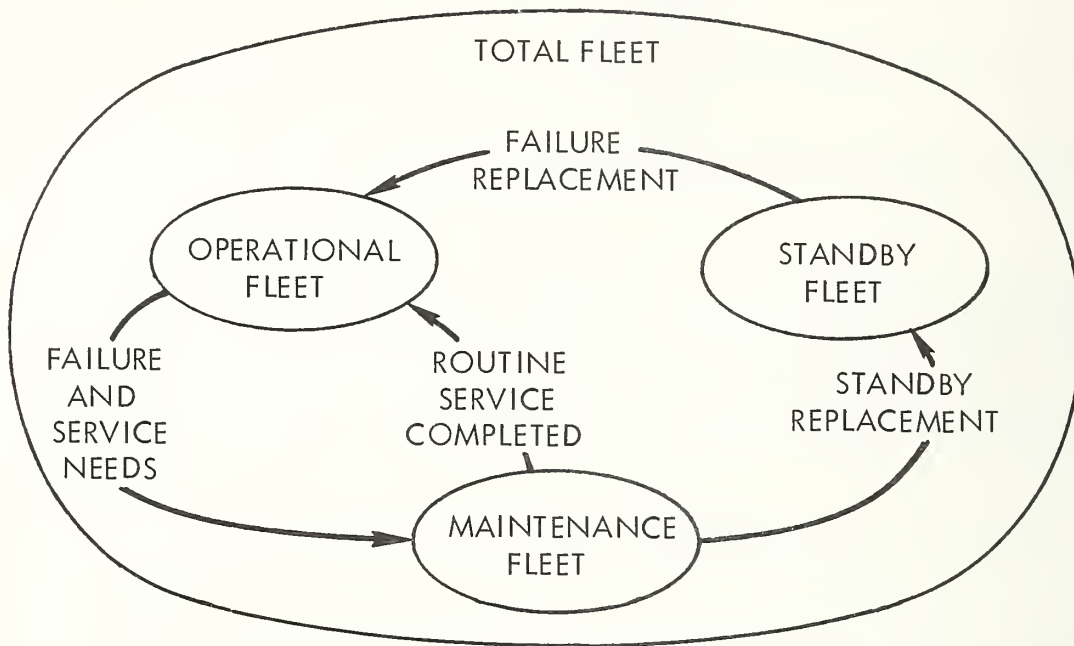 TOTAL FLEET
FAILURE
REPLACEMENT
OPERATIONAL
FLEET
STANDBY
FLEET
FAILURE
AND
SERVICE
NEEDS
ROUTINE
SERVICE
COMPLETED
STANDBY
REPLACEMENT
MAINTENANCE
FLEET